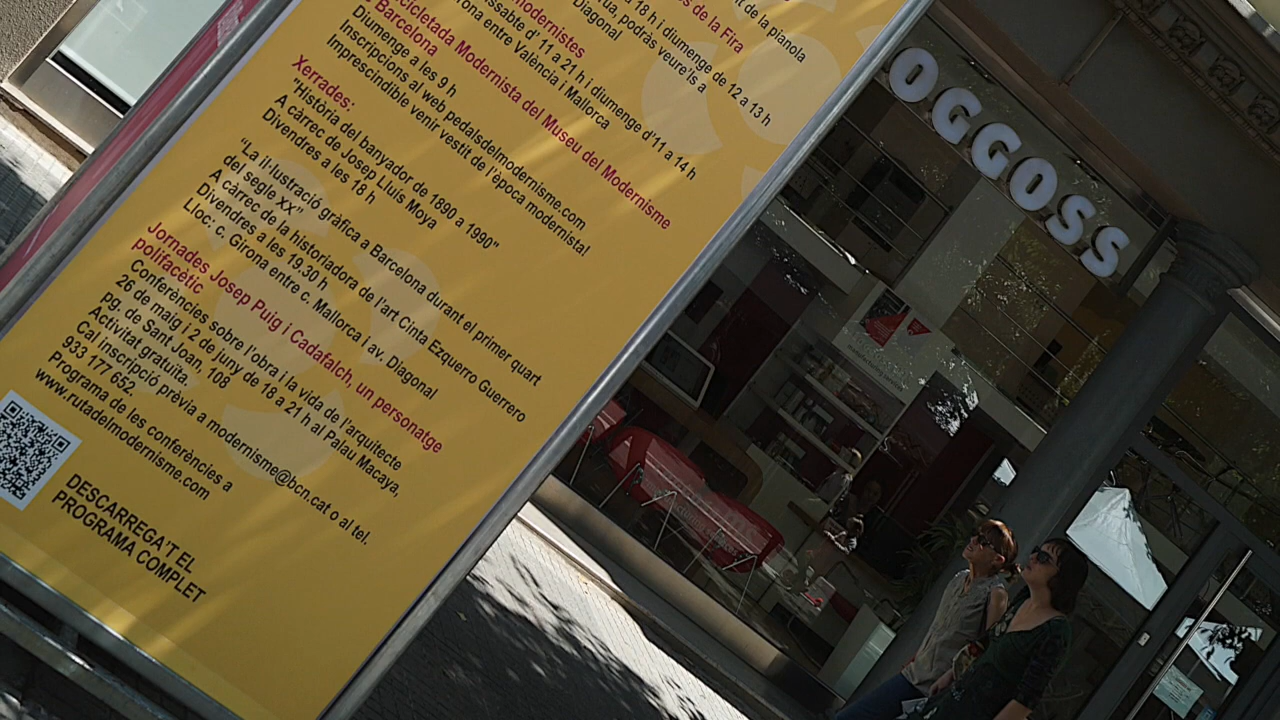 t de la pianola
s de la Fira
18 h i diumenge de 12 a 13 h
rua, podràs veure'ls a
Diagonal
modernistes
issabte d' 11 a 21 h i diumenge d'11 a 14 h
rona entre València i Mallorca
cicletada Modernista del Museu del Modernisme
Barcelona
Diumenge a les 9 h
Inscripcions al web pedalsdelmodernisme.com
Imprescindible venir vestit de l'època modernista!
Xerrades:
"Història del banyador de 1890 a 1990"
A càrrec de Josep Lluís Moya
Divendres a les 18 h
"La il·lustració gràfica a Barcelona durant el primer quart
del segle XX"
A càrrec de la historiadora de l'art Cinta Ezquerro Guerrero
Divendres a les 19.30 h
Lloc: c. Girona entre c. Mallorca i av. Diagonal
Jornades Josep Puig i Cadafalch, un personatge
polifacètic
Conferències sobre l'obra i la vida de l'arquitecte
26 de maig i 2 de juny de 18 a 21 h al Palau Macaya,
pg. de Sant Joan, 108
Activitat gratuïta.
Cal inscripció prèvia a modernisme@bcn.cat o al tel.
933 177 652.
Programa de les conferències a
www.rutadelmodernisme.com
DESCARREGA'T EL
PROGRAMA COMPLET
OGGOSS